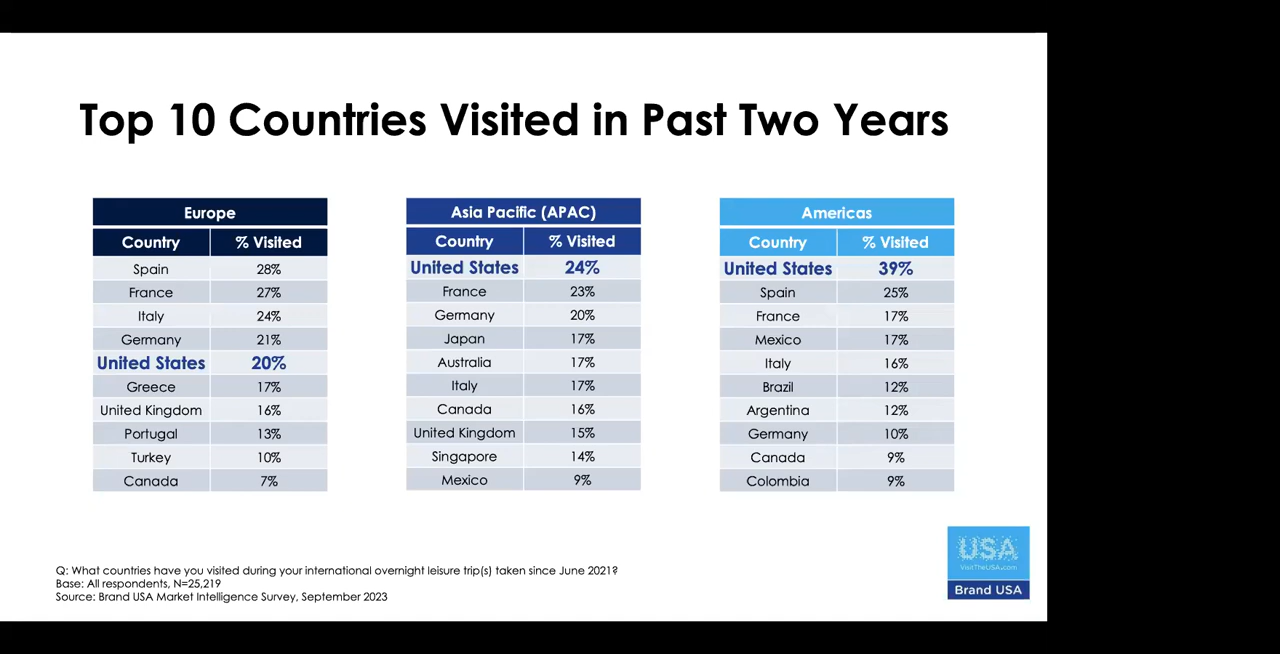 Top 10 Countries Visited in Past Two Years
Europe
Country % Visited
Spain 28%
France 27%
Italy 24%
Germany 21%
United States 20%
Greece 17%
United Kingdom 16%
Portugal 13%
Turkey 10%
Canada 7%
Asia Pacific (APAC)
Country % Visited
United States 24%
France 23%
Germany 20%
Japan 17%
Australia 17%
Italy 17%
Canada 16%
United Kingdom 15%
Singapore 14%
Mexico 9%
Americas
Country % Visited
United States 39%
Spain 25%
France 17%
Mexico 17%
Italy 16%
Brazil 12%
Argentina 12%
Germany 10%
Canada 9%
Colombia 9%
Q: What countries have you visited during your international overnight leisure trip(s) taken since June 2021?
Base: All respondents, N=25,219
Source: Brand USA Market Intelligence Survey, September 2023
USA
VisitTheUSA.com
Brand USA